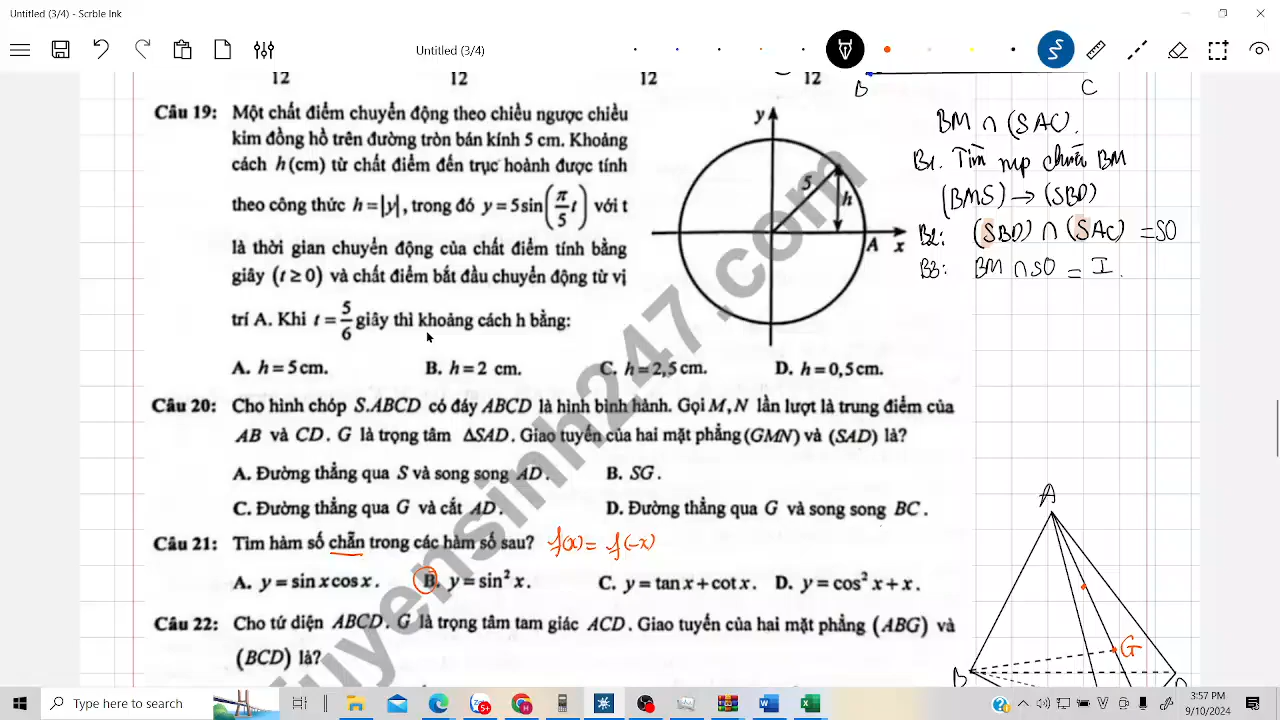 Untitled (3/4) - Scrble Ink
Untitled (3/4)
12 12 12 12
C
Câu 19: Một chất điểm chuyển động theo chiều ngược chiều
kim đồng hồ trên đường tròn bán kính 5 cm. Khoảng
cách h(cm) từ chất điểm đến trục hoành được tính
theo công thức h = |y|, trong đó y = 5sin(π/5 t) với t
là thời gian chuyển động của chất điểm tính bằng
giây (t ≥ 0) và chất điểm bắt đầu chuyển động từ vị
trí A. Khi t = 5/6 giây thì khoảng cách h bằng:
y
5
h
A x
A. h = 5cm. B. h = 2 cm. C. h = 2,5cm. D. h = 0,5cm.
BM ∩ (SAC).
B1. Tìm mp chứa BM
(BMS) → (SBD)
B2: (SBD) ∩ (SAC) = SO
B3: BM ∩ SO = I.
Câu 20: Cho hình chóp S.ABCD có đáy ABCD là hình bình hành. Gọi M, N lần lượt là trung điểm của
AB và CD. G là trọng tâm ΔSAD. Giao tuyến của hai mặt phẳng (GMN) và (SAD) là?
A. Đường thẳng qua S và song song AD. B. SG.
C. Đường thẳng qua G và cắt AD. D. Đường thẳng qua G và song song BC.
Câu 21: Tìm hàm số chẵn trong các hàm số sau? f(x) = f(-x)
A. y = sin x cos x. B. y = sin² x. C. y = tan x + cot x. D. y = cos² x + x.
Câu 22: Cho tứ diện ABCD. G là trọng tâm tam giác ACD. Giao tuyến của hai mặt phẳng (ABG) và
(BCD) là?
A
G
B
Tuyensinh247.com
Type here to search
5+
3:57 PM
9/10/2024